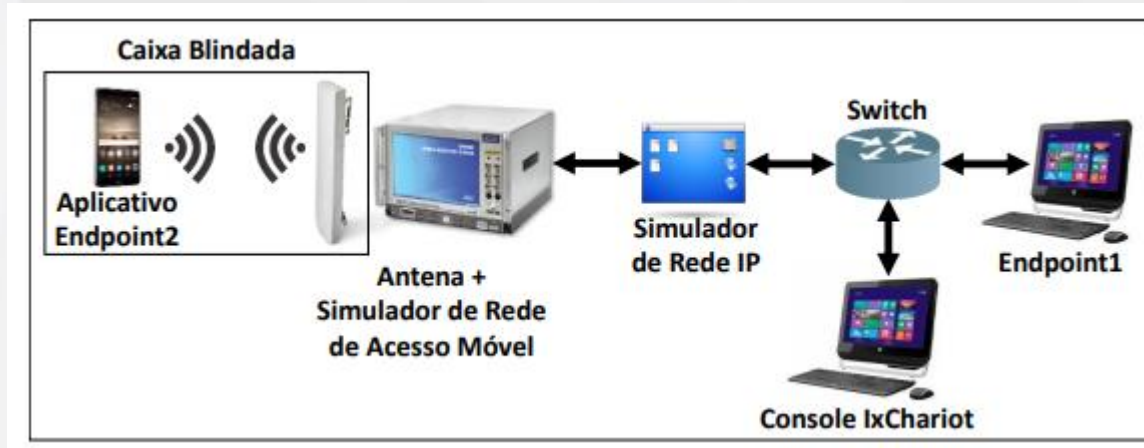 Caixa Blindada
Aplicativo
Endpoint2
Antena +
Simulador de Rede
de Acesso Móvel
Simulador
de Rede IP
Switch
Endpoint1
Console IxChariot